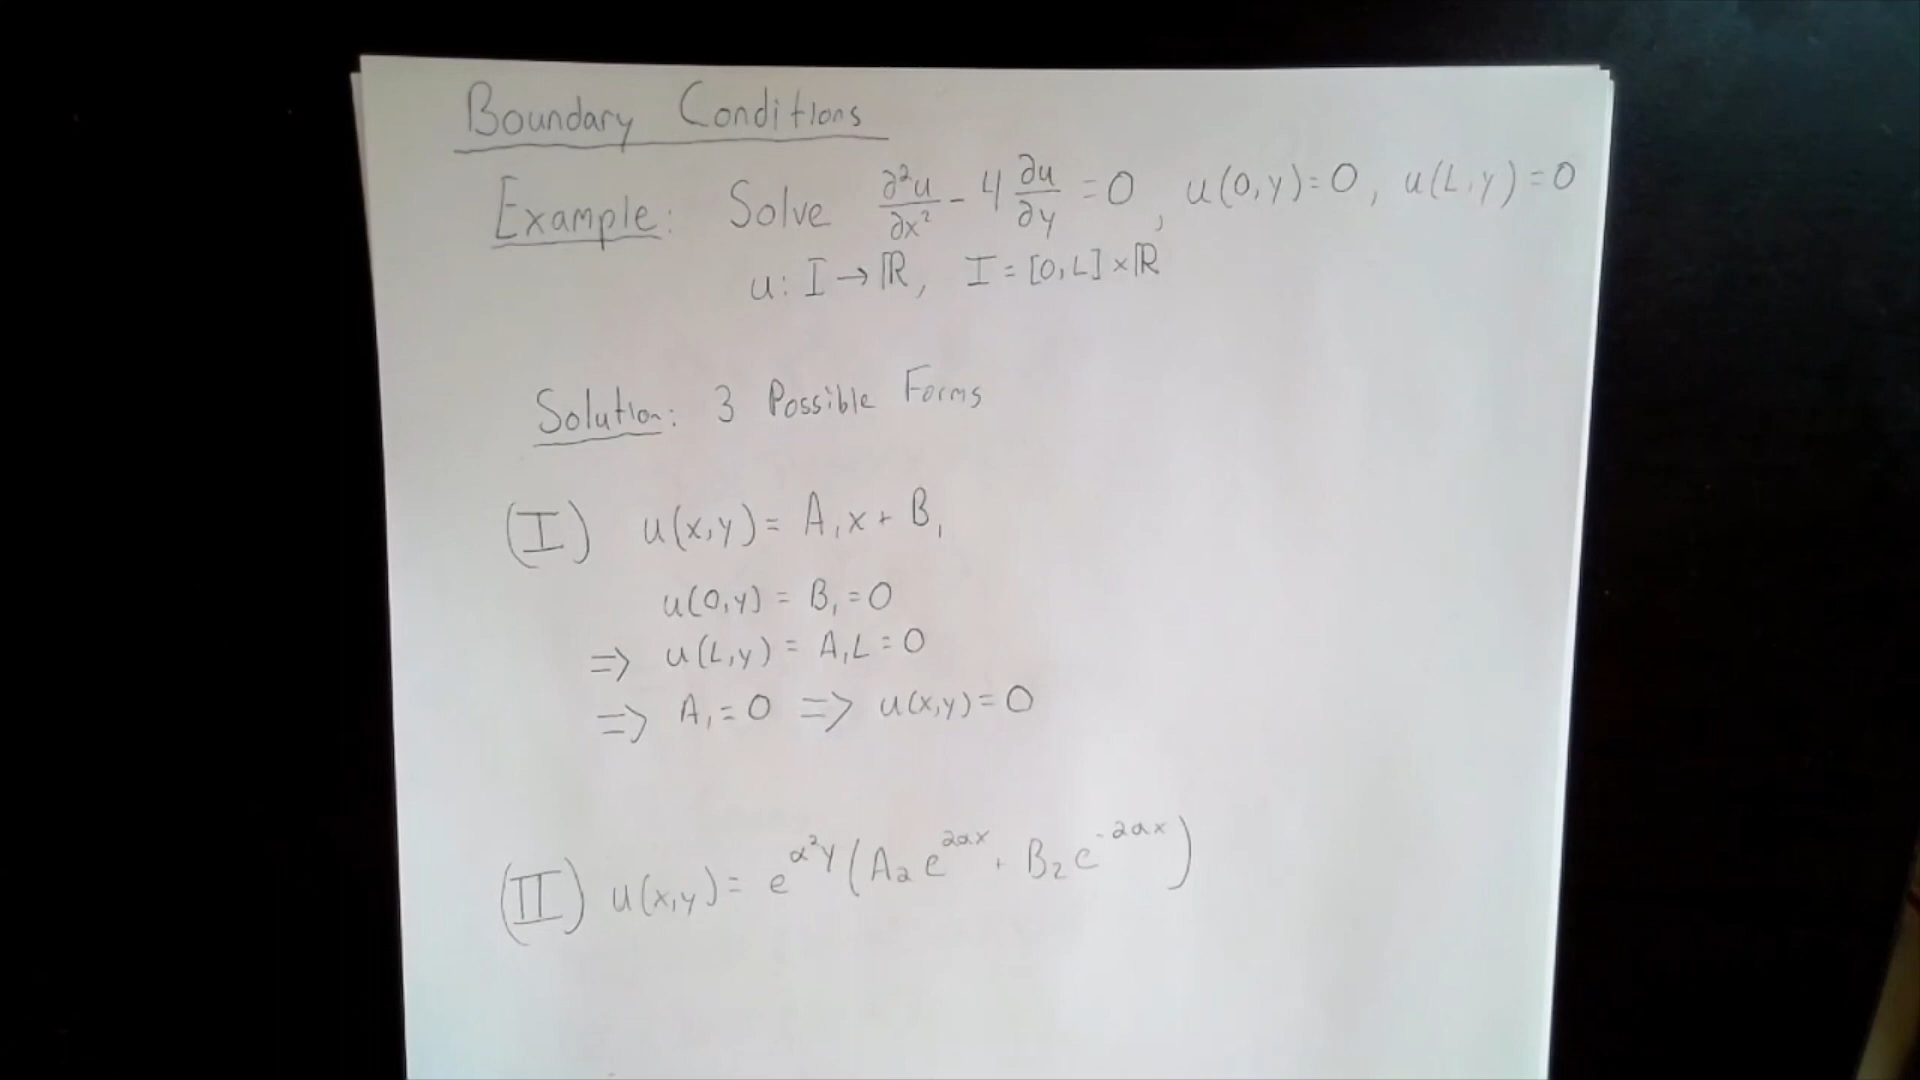 Boundary Conditions
Example: Solve ∂²u/∂x² - 4 ∂u/∂y = 0, u(0,y)=0, u(L,y)=0
u: I → ℝ, I = [0,L] × ℝ
Solution: 3 Possible Forms
(I) u(x,y) = A₁x + B₁
u(0,y) = B₁ = 0
⇒ u(L,y) = A₁L = 0
⇒ A₁ = 0 ⇒ u(x,y) = 0
(II) u(x,y) = e^{α²y}(A₂e^{2αx} + B₂e^{-2αx})